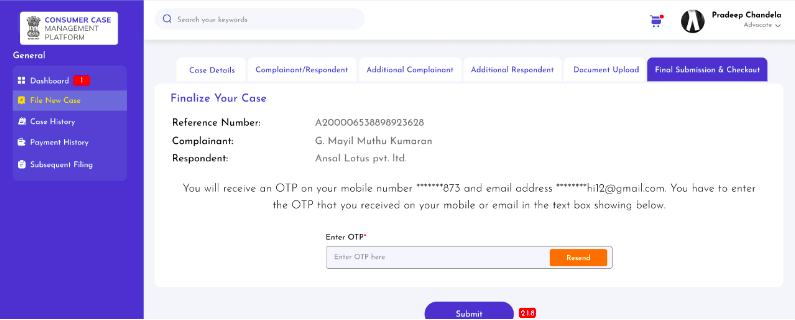 CONSUMER CASE
MANAGEMENT
PLATFORM
Search your keywords
Pradeep Chandela
Advocate
General
Dashboard 1
File New Case
Case History
Payment History
Subsequent Filing
Case Details Complainant/Respondent Additional Complainant Additional Respondent Document Upload Final Submission & Checkout
Finalize Your Case
Reference Number: A200006538898923628
Complainant: G. Mayil Muthu Kumaran
Respondent: Ansal Lotus pvt. ltd.
You will receive an OTP on your mobile number *******873 and email address ********hi12@gmail.com. You have to enter
the OTP that you received on your mobile or email in the text box showing below.
Enter OTP*
Enter OTP here Resend
Submit 21.8